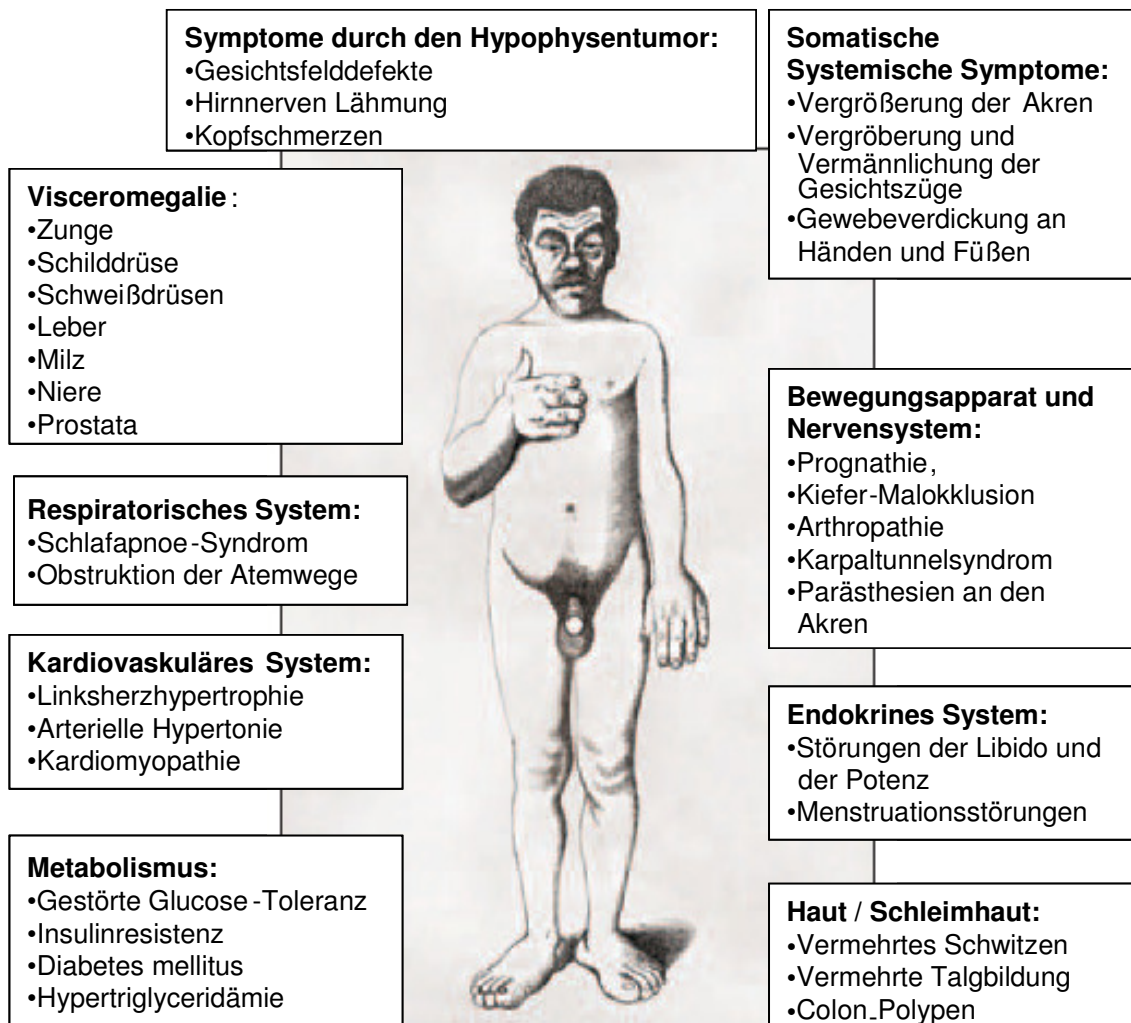 Symptome durch den Hypophysentumor:
•Gesichtsfelddefekte
•Hirnnerven Lähmung
•Kopfschmerzen
Somatische
Systemische Symptome:
•Vergrößerung der Akren
•Vergröberung und
Vermännlichung der
Gesichtszüge
•Gewebeverdickung an
Händen und Füßen
Visceromegalie:
•Zunge
•Schilddrüse
•Schweißdrüsen
•Leber
•Milz
•Niere
•Prostata
Bewegungsapparat und
Nervensystem:
•Prognathie,
•Kiefer-Malokklusion
•Arthropathie
•Karpaltunnelsyndrom
•Parästhesien an den
Akren
Respiratorisches System:
•Schlafapnoe-Syndrom
•Obstruktion der Atemwege
Kardiovaskuläres System:
•Linksherzhypertrophie
•Arterielle Hypertonie
•Kardiomyopathie
Endokrines System:
•Störungen der Libido und
der Potenz
•Menstruationsstörungen
Metabolismus:
•Gestörte Glucose-Toleranz
•Insulinresistenz
•Diabetes mellitus
•Hypertriglyceridämie
Haut / Schleimhaut:
•Vermehrtes Schwitzen
•Vermehrte Talgbildung
•Colon-Polypen